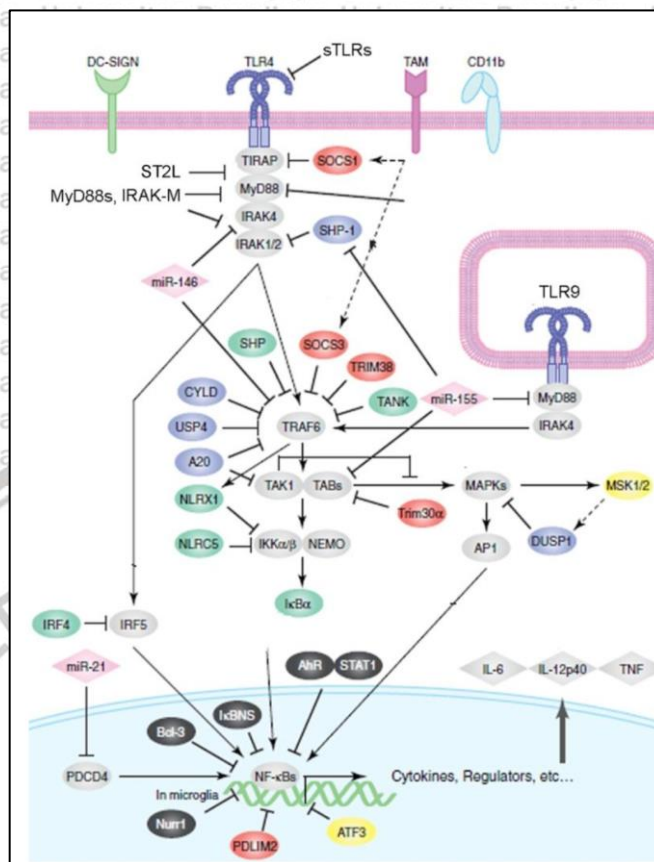 sTLRs
DC-SIGN
TLR4
TAM
CD11b
TIRAP
SOCS1
ST2L
MyD88
MyD88s, IRAK-M
IRAK4
SHP-1
IRAK1/2
miR-146
TLR9
SHP
SOCS3
TRIM38
CYLD
TANK
miR-155
MyD88
USP4
TRAF6
IRAK4
A20
TAK1
TABs
MAPKs
MSK1/2
NLRX1
Trim30α
NLRC5
IKKα/β
NEMO
AP1
DUSP1
IκBα
IRF4
IRF5
miR-21
AhR
STAT1
IL-6
IL-12p40
TNF
IκBNS
Bcl-3
PDCD4
NF-κBs
Cytokines, Regulators, etc...
In microglia
Nurr1
PDLIM2
ATF3